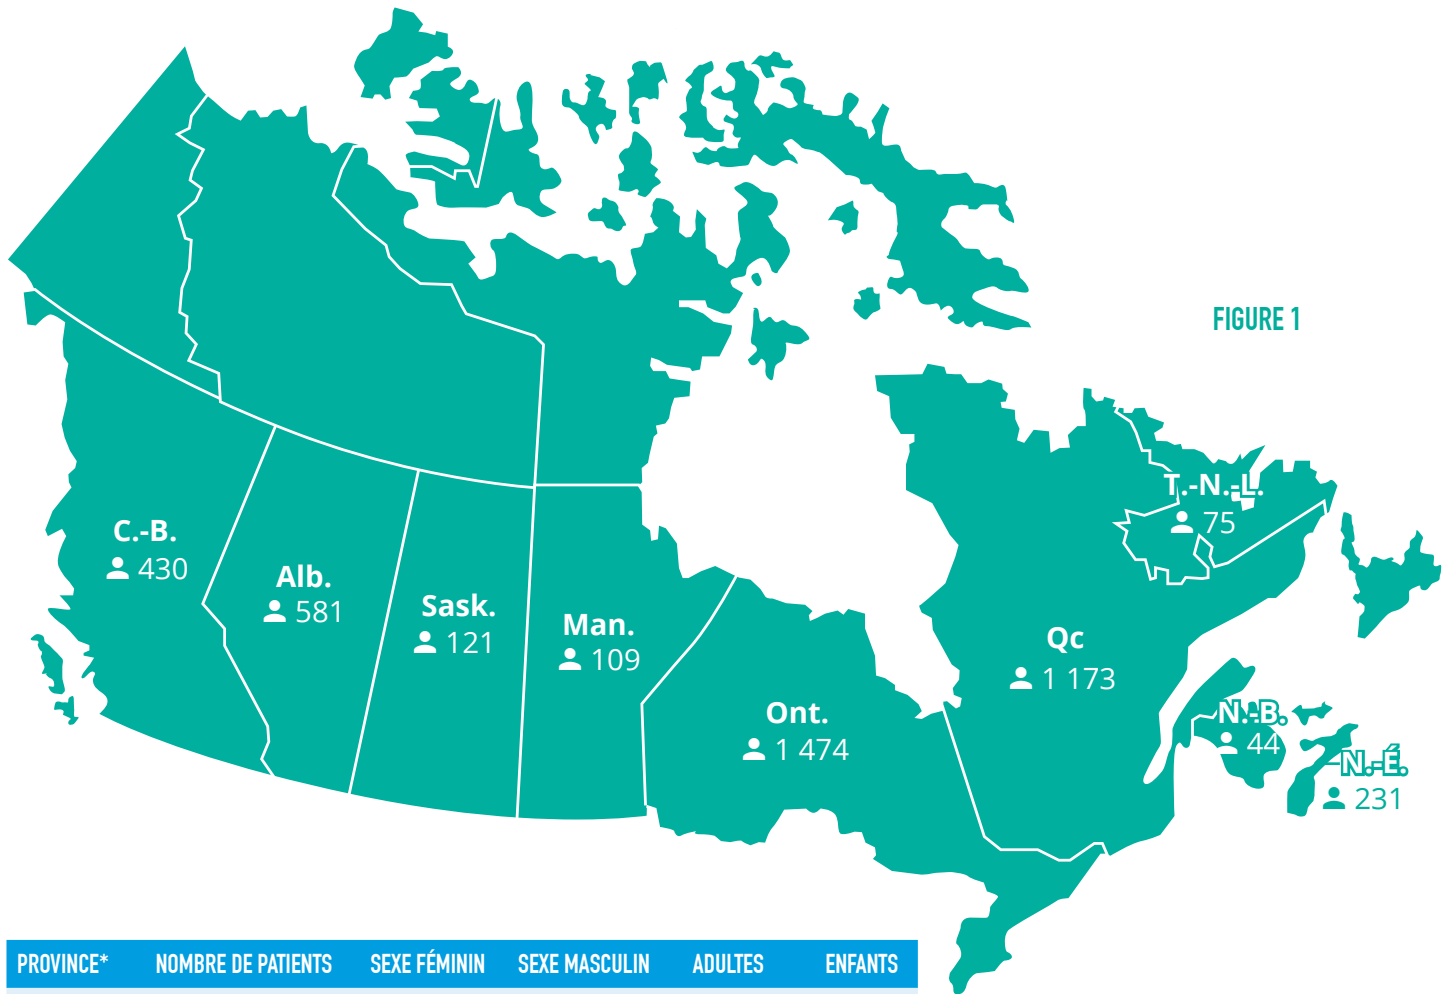 FIGURE 1
T.-N.-L.
75
C.-B.
430
Alb.
581
Sask.
121
Man.
109
Qc
1 173
Ont.
1 474
N.-B.
44
N.-É.
231
PROVINCE* NOMBRE DE PATIENTS SEXE FÉMININ SEXE MASCULIN ADULTES ENFANTS